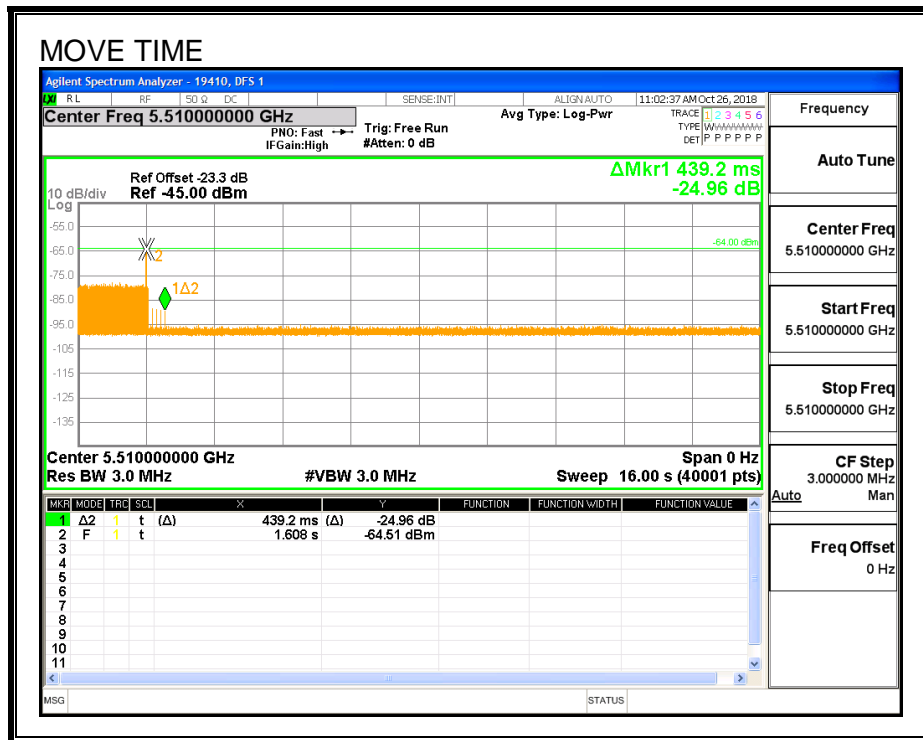 MOVE TIME
Agilent Spectrum Analyzer - 19410, DFS 1
LXI RL RF 50 Ω DC SENSE:INT ALIGN AUTO 11:02:37 AM Oct 26, 2018
Center Freq 5.510000000 GHz
PNO: Fast
IFGain:High
Trig: Free Run
#Atten: 0 dB
Avg Type: Log-Pwr
TRACE 1 2 3 4 5 6
TYPE WWWWWW
DET P P P P P P
ΔMkr1 439.2 ms
-24.96 dB
Ref Offset -23.3 dB
10 dB/div Ref -45.00 dBm
Log
-55.0
-65.0
-75.0
-85.0
-95.0
-105
-115
-125
-135
-64.00 dBm
2
1Δ2
Center 5.510000000 GHz Span 0 Hz
Res BW 3.0 MHz #VBW 3.0 MHz Sweep 16.00 s (40001 pts)
MKR MODE TRC SCL X Y FUNCTION FUNCTION WIDTH FUNCTION VALUE
1 Δ2 1 t (Δ) 439.2 ms (Δ) -24.96 dB
2 F 1 t 1.608 s -64.51 dBm
3
4
5
6
7
8
9
10
11
MSG STATUS
Frequency
Auto Tune
Center Freq
5.510000000 GHz
Start Freq
5.510000000 GHz
Stop Freq
5.510000000 GHz
CF Step
3.000000 MHz
Auto Man
Freq Offset
0 Hz